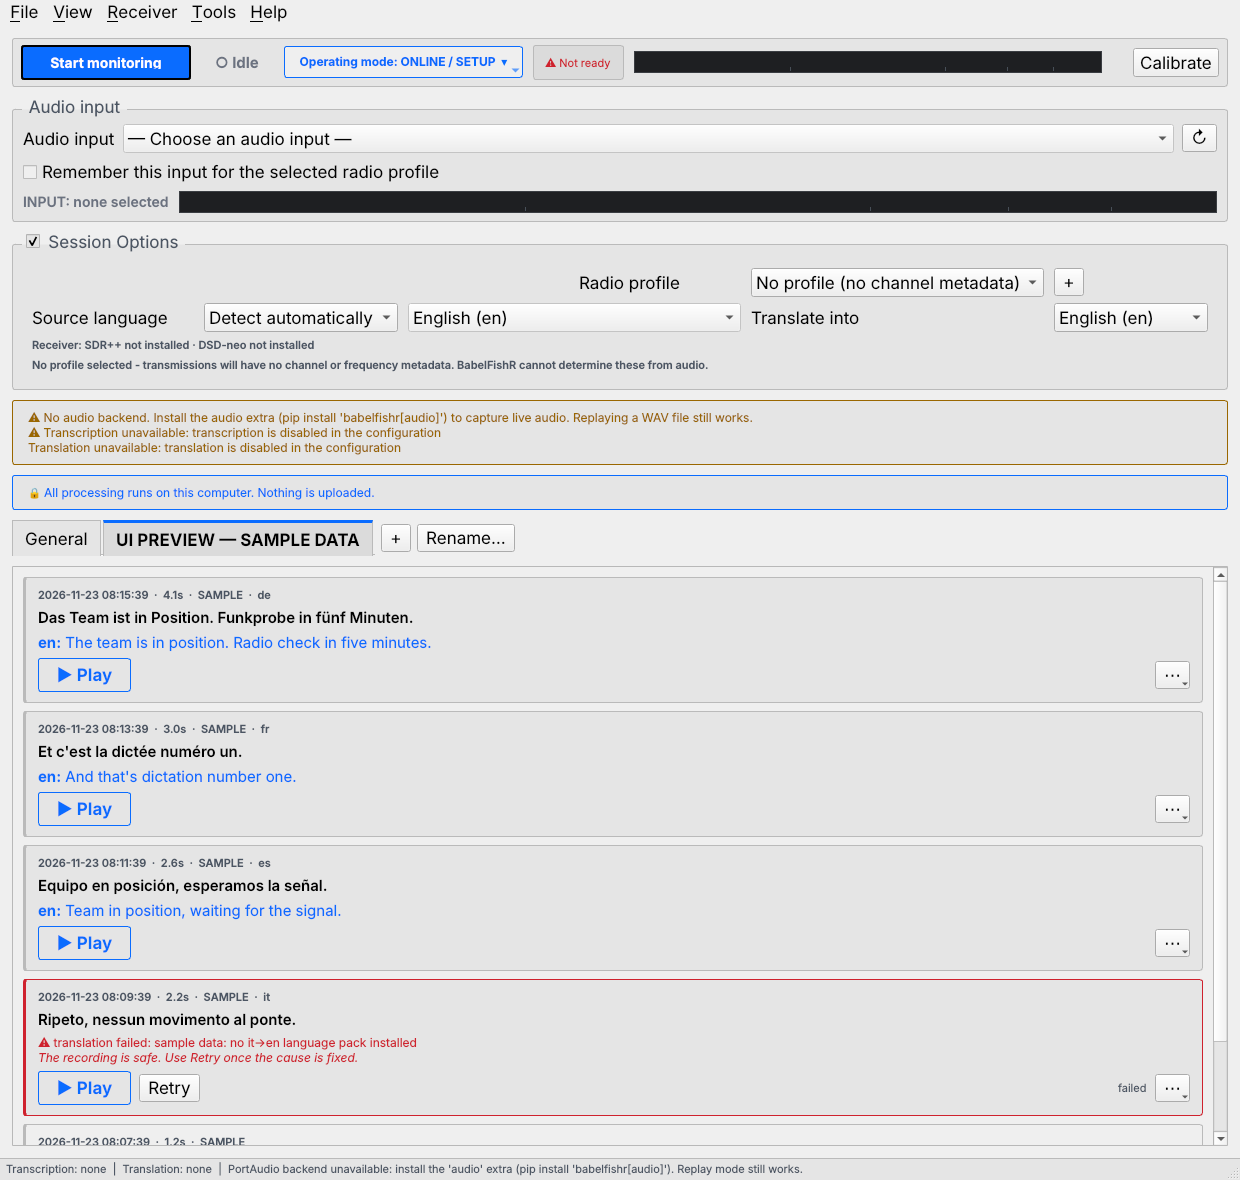 File View Receiver Tools Help
Start monitoring Idle Operating mode: ONLINE / SETUP ▾ ⚠ Not ready Calibrate
Audio input
Audio input — Choose an audio input — ↻
Remember this input for the selected radio profile
INPUT: none selected
Session Options
Radio profile No profile (no channel metadata) +
Source language Detect automatically English (en) Translate into English (en)
Receiver: SDR++ not installed · DSD-neo not installed
No profile selected - transmissions will have no channel or frequency metadata. BabelFishR cannot determine these from audio.
⚠ No audio backend. Install the audio extra (pip install 'babelfishr[audio]') to capture live audio. Replaying a WAV file still works.
⚠ Transcription unavailable: transcription is disabled in the configuration
Translation unavailable: translation is disabled in the configuration
🔒 All processing runs on this computer. Nothing is uploaded.
General UI PREVIEW — SAMPLE DATA + Rename...
2026-11-23 08:15:39 · 4.1s · SAMPLE · de
Das Team ist in Position. Funkprobe in fünf Minuten.
en: The team is in position. Radio check in five minutes.
▶ Play ...
2026-11-23 08:13:39 · 3.0s · SAMPLE · fr
Et c'est la dictée numéro un.
en: And that's dictation number one.
▶ Play ...
2026-11-23 08:11:39 · 2.6s · SAMPLE · es
Equipo en posición, esperamos la señal.
en: Team in position, waiting for the signal.
▶ Play ...
2026-11-23 08:09:39 · 2.2s · SAMPLE · it
Ripeto, nessun movimento al ponte.
⚠ translation failed: sample data: no it→en language pack installed
The recording is safe. Use Retry once the cause is fixed.
▶ Play Retry failed ...
2026-11-23 08:07:39 · 1.2s · SAMPLE
Transcription: none | Translation: none | PortAudio backend unavailable: install the 'audio' extra (pip install 'babelfishr[audio]'). Replay mode still works.